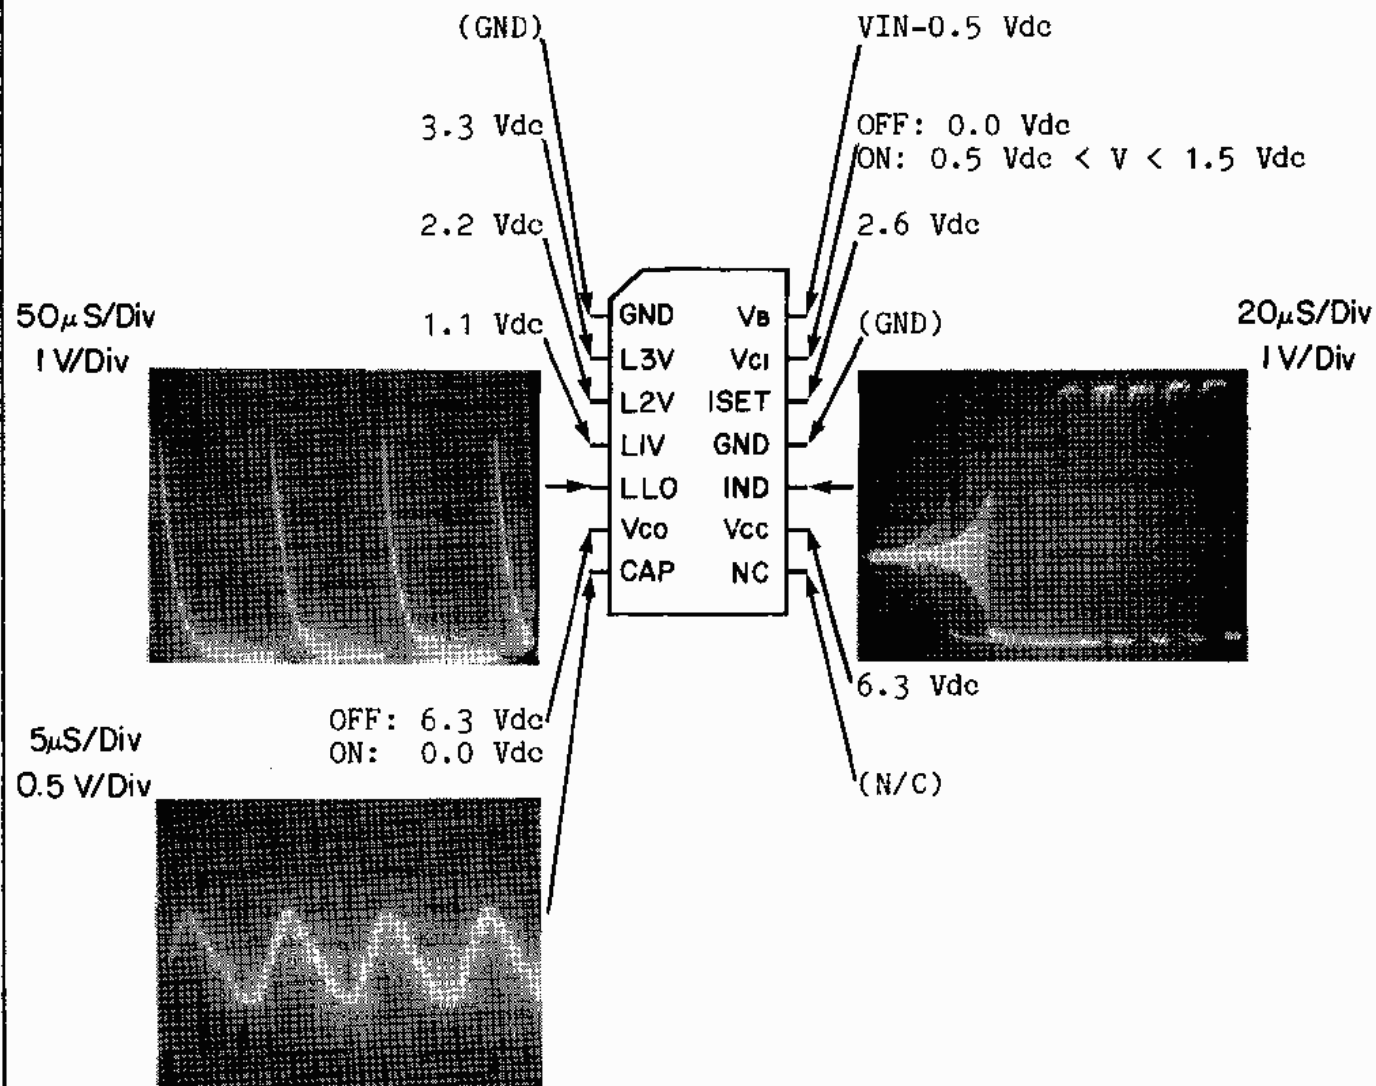 (GND)
VIN-0.5 Vdc
3.3 Vdc
OFF: 0.0 Vdc
ON: 0.5 Vdc < V < 1.5 Vdc
2.2 Vdc
2.6 Vdc
50µS/Div
1 V/Div
1.1 Vdc
(GND)
20µS/Div
1 V/Div
GND VB
L3V VCI
L2V ISET
L1V GND
LLO IND
VCO VCC
CAP NC
6.3 Vdc
OFF: 6.3 Vdc
ON: 0.0 Vdc
5µS/Div
0.5 V/Div
(N/C)